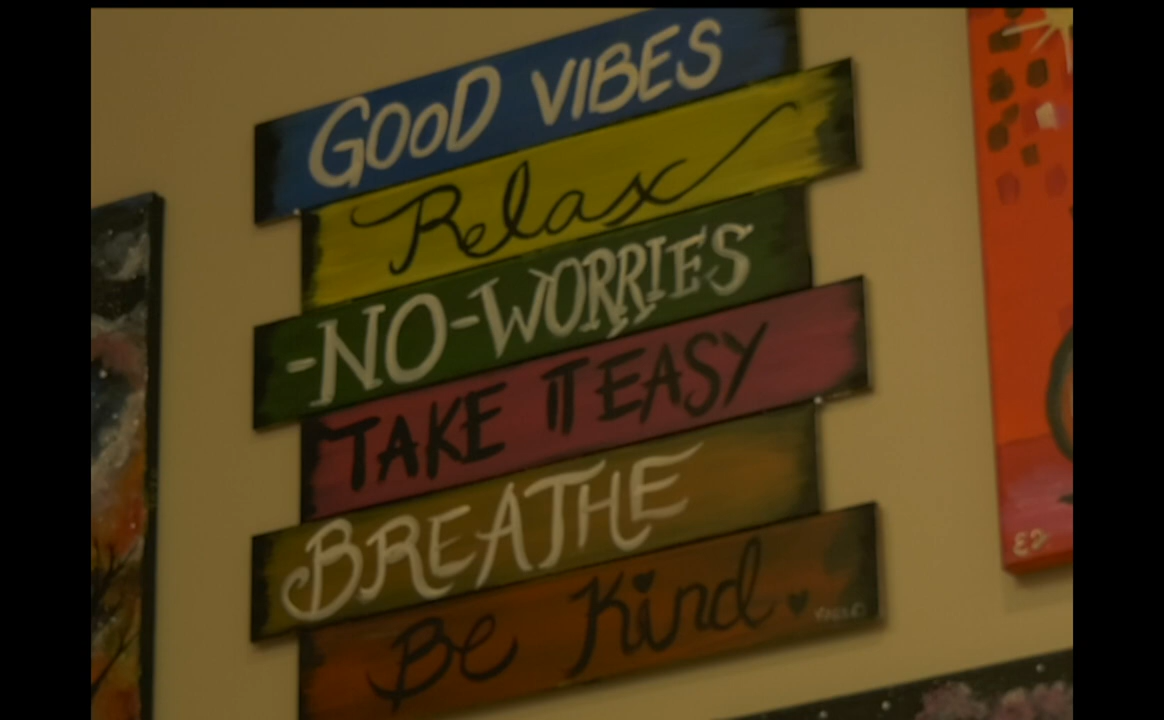 GOOD VIBES
Relax
-NO-WORRIES
TAKE IT EASY
BREATHE
Be Kind.